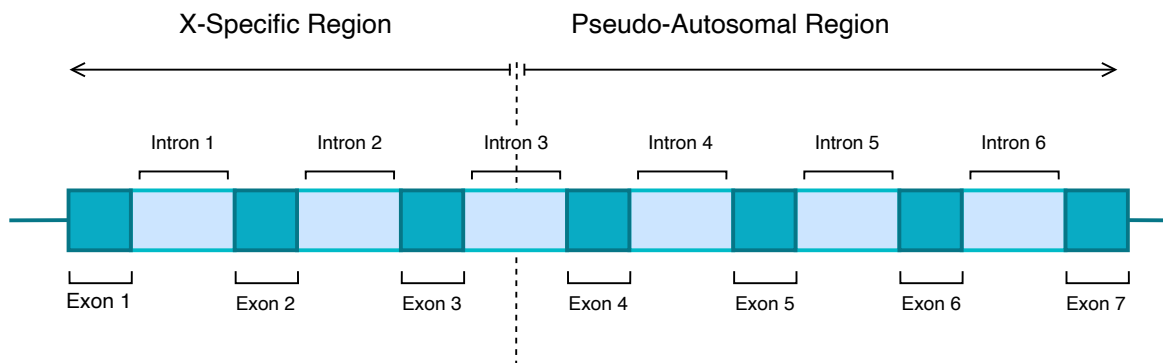 X-Specific Region
Pseudo-Autosomal Region
Intron 1
Intron 2
Intron 3
Intron 4
Intron 5
Intron 6
Exon 1
Exon 2
Exon 3
Exon 4
Exon 5
Exon 6
Exon 7